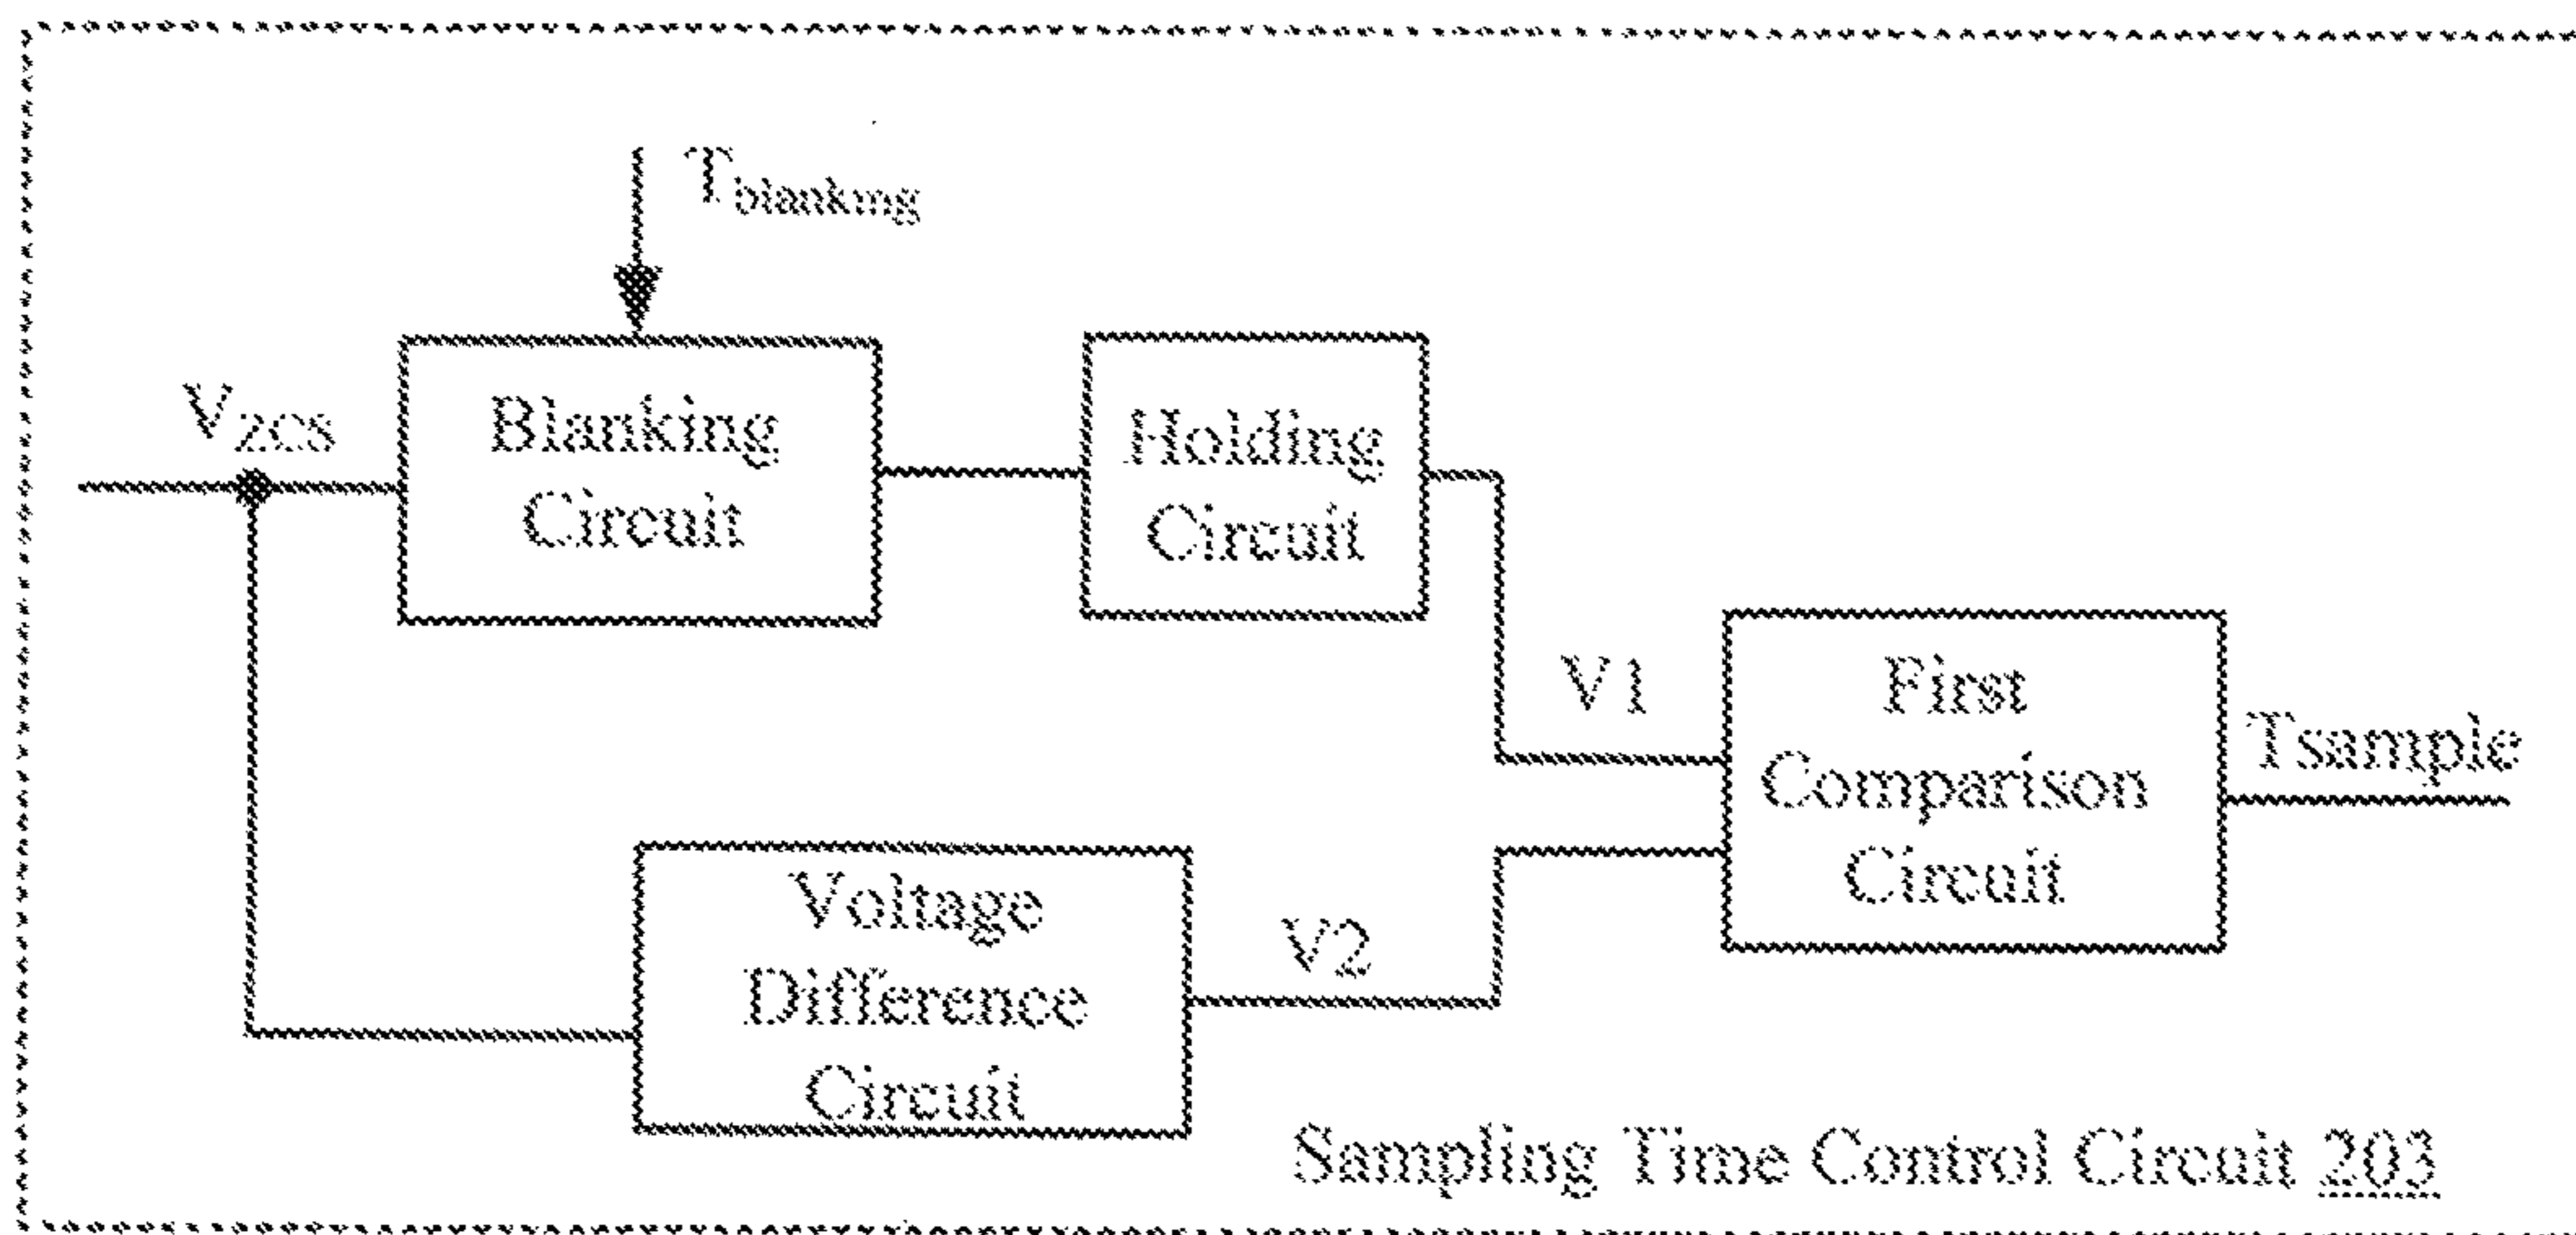 Tblanking
VZCS
Blanking
Circuit
Holding
Circuit
V1
First
Comparison
Circuit
Tsample
Voltage
Difference
Circuit
V2
Sampling Time Control Circuit 203